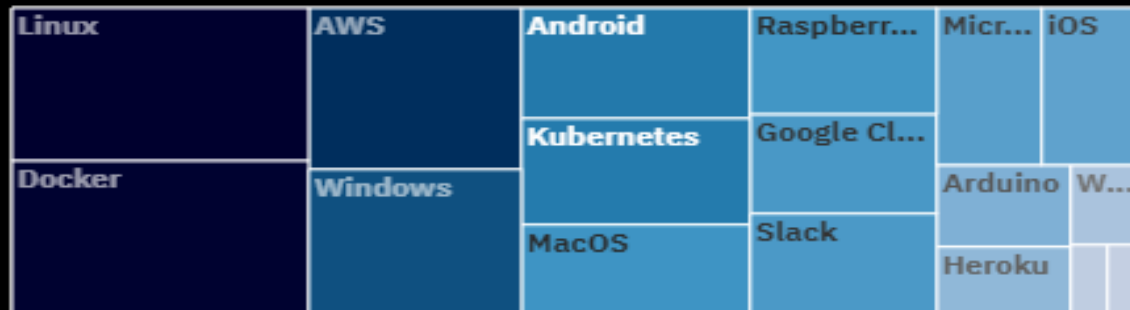 Linux
Docker
AWS
Windows
Android
Kubernetes
MacOS
Raspberr...
Google Cl...
Slack
Micr...
iOS
Arduino
W...
Heroku